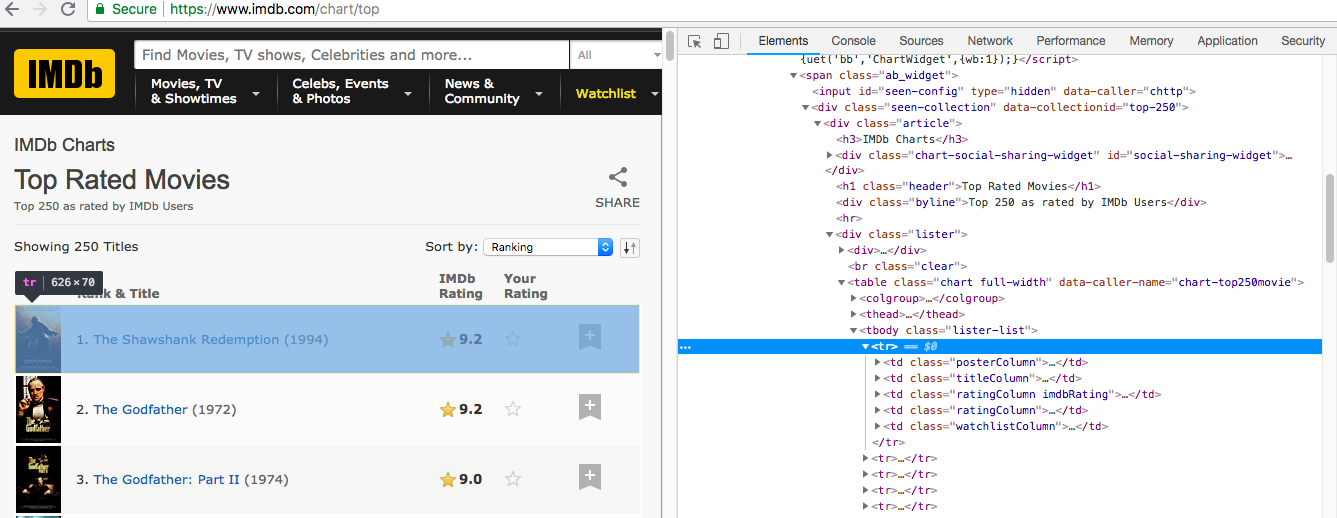 Secure https://www.imdb.com/chart/top
IMDb
Find Movies, TV shows, Celebrities and more...
All
Movies, TV
& Showtimes
Celebs, Events
& Photos
News &
Community
Watchlist
IMDb Charts
Top Rated Movies
Top 250 as rated by IMDb Users
SHARE
Showing 250 Titles
Sort by: Ranking
tr 626×70
Rank & Title
IMDb
Rating
Your
Rating
1. The Shawshank Redemption (1994) 9.2
2. The Godfather (1972) 9.2
3. The Godfather: Part II (1974) 9.0
Elements Console Sources Network Performance Memory Application Security
{uet('bb','ChartWidget',{wb:1});}</script>
<span class="ab_widget">
<input id="seen-config" type="hidden" data-caller="chttp">
<div class="seen-collection" data-collectionid="top-250">
<div class="article">
<h3>IMDb Charts</h3>
<div class="chart-social-sharing-widget" id="social-sharing-widget">…
</div>
<h1 class="header">Top Rated Movies</h1>
<div class="byline">Top 250 as rated by IMDb Users</div>
<hr>
<div class="lister">
<div>…</div>
<br class="clear">
<table class="chart full-width" data-caller-name="chart-top250movie">
<colgroup>…</colgroup>
<thead>…</thead>
<tbody class="lister-list">
… <tr> == $0
<td class="posterColumn">…</td>
<td class="titleColumn">…</td>
<td class="ratingColumn imdbRating">…</td>
<td class="ratingColumn">…</td>
<td class="watchlistColumn">…</td>
</tr>
<tr>…</tr>
<tr>…</tr>
<tr>…</tr>
<tr>…</tr>